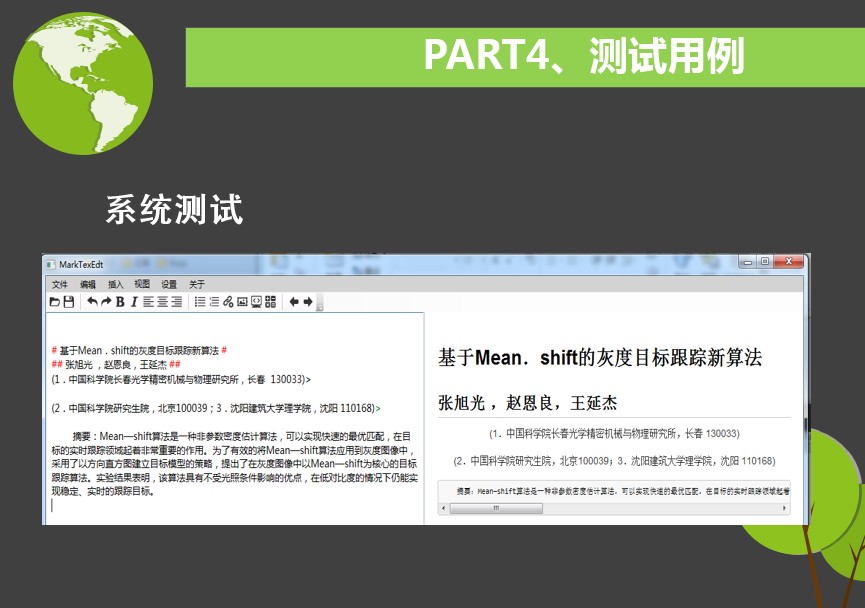 PART4、测试用例
系统测试
MarkTexEdt
文件 编辑 插入 视图 设置 关于
B I
# 基于Mean．shift的灰度目标跟踪新算法 #
## 张旭光 ，赵恩良，王延杰 ##
(1．中国科学院长春光学精密机械与物理研究所，长春 130033)>
(2．中国科学院研究生院，北京100039；3．沈阳建筑大学理学院，沈阳 110168)>
摘要：Mean—shift算法是一种非参数密度估计算法，可以实现快速的最优匹配，在目
标的实时跟踪领域起着非常重要的作用。为了有效的将Mean—shift算法应用到灰度图像中，
采用了以方向直方图建立目标模型的策略，提出了在灰度图像中以Mean—shift为核心的目标
跟踪算法。实验结果表明，该算法具有不受光照条件影响的优点，在低对比度的情况下仍能实
现稳定、实时的跟踪目标。
基于Mean．shift的灰度目标跟踪新算法
张旭光 ，赵恩良，王延杰
(1．中国科学院长春光学精密机械与物理研究所，长春 130033)
(2．中国科学院研究生院，北京100039；3．沈阳建筑大学理学院，沈阳 110168)
摘要：Mean—shift算法是一种非参数密度估计算法，可以实现快速的最优匹配，在目标的实时跟踪领域起着